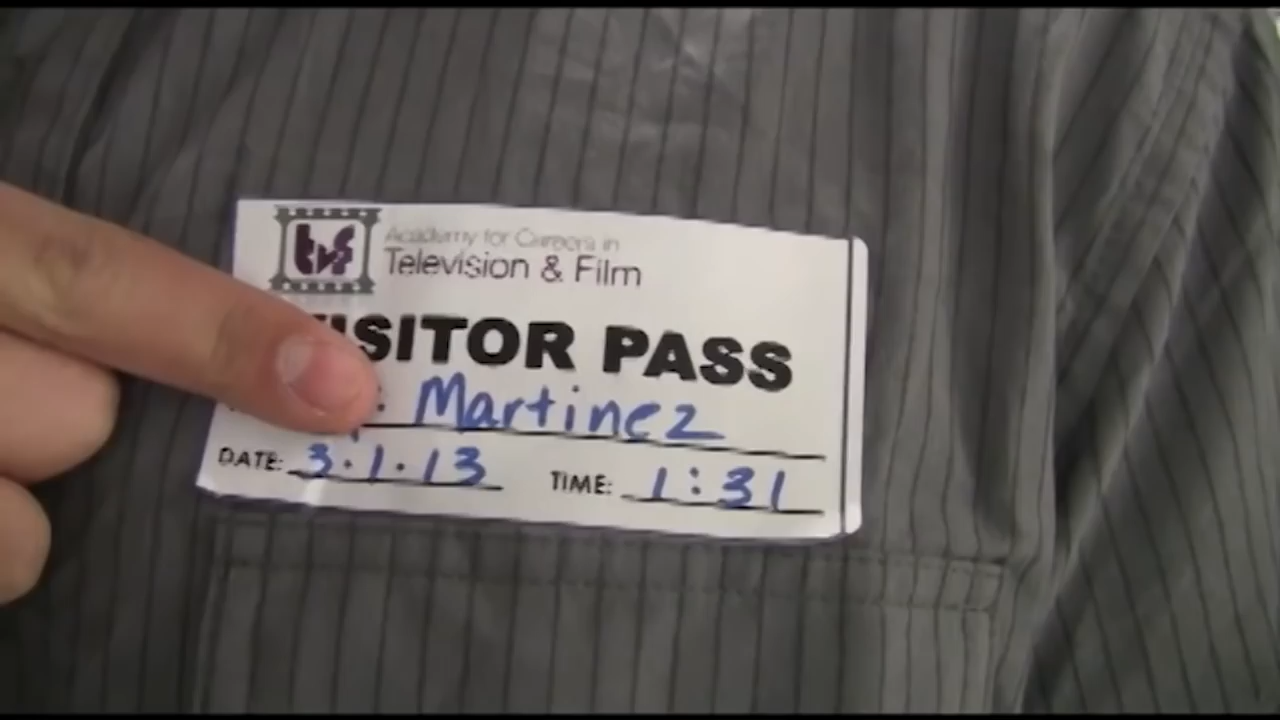 tvf
Academy for Careers in
Television & Film
ISITOR PASS
: Martinez
DATE: 3.1.13 TIME: 1:31